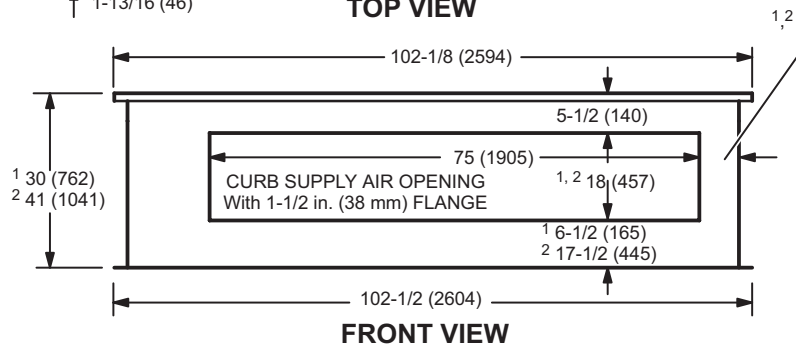 1-13/16 (46)
TOP VIEW
1,2
102-1/8 (2594)
5-1/2 (140)
75 (1905)
1 30 (762)
2 41 (1041)
CURB SUPPLY AIR OPENING
With 1-1/2 in. (38 mm) FLANGE
1, 2 18 (457)
1 6-1/2 (165)
2 17-1/2 (445)
102-1/2 (2604)
FRONT VIEW